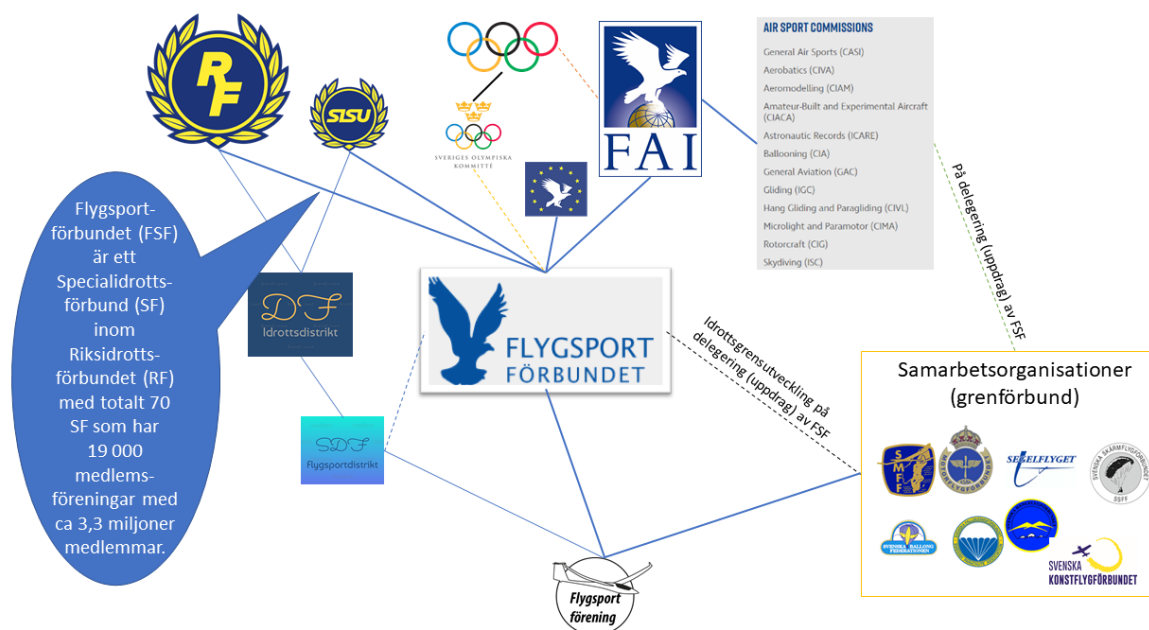 RF
SISU
SVERIGES OLYMPISKA
KOMMITTÉ
FAI
AIR SPORT COMMISSIONS
General Air Sports (CASI)
Aerobatics (CIVA)
Aeromodelling (CIAM)
Amateur-Built and Experimental Aircraft
(CIACA)
Astronautic Records (ICARE)
Ballooning (CIA)
General Aviation (GAC)
Gliding (IGC)
Hang Gliding and Paragliding (CIVL)
Microlight and Paramotor (CIMA)
Rotorcraft (CIG)
Skydiving (ISC)
På delegering (uppdrag) av FSF
Flygsport-
förbundet (FSF)
är ett
Specialidrotts-
förbund (SF)
inom
Riksidrotts-
förbundet (RF)
med totalt 70
SF som har
19 000
medlems-
föreningar med
ca 3,3 miljoner
medlemmar.
DF
Idrottsdistrikt
SDF
Flygsportdistrikt
FLYGSPORT
FÖRBUNDET
Idrottsgrensutveckling på
delegering (uppdrag) av FSF
Samarbetsorganisationer
(grenförbund)
SMFF
MOTORFLYGFÖRBUNDET
SEGELFLYGET
SVENSKA SKÄRMFLYGFÖRBUNDET
SSFF
SVENSKA BALLONG
FEDERATIONEN
SVENSKA
KONSTFLYGFÖRBUNDET
Flygsport
förening